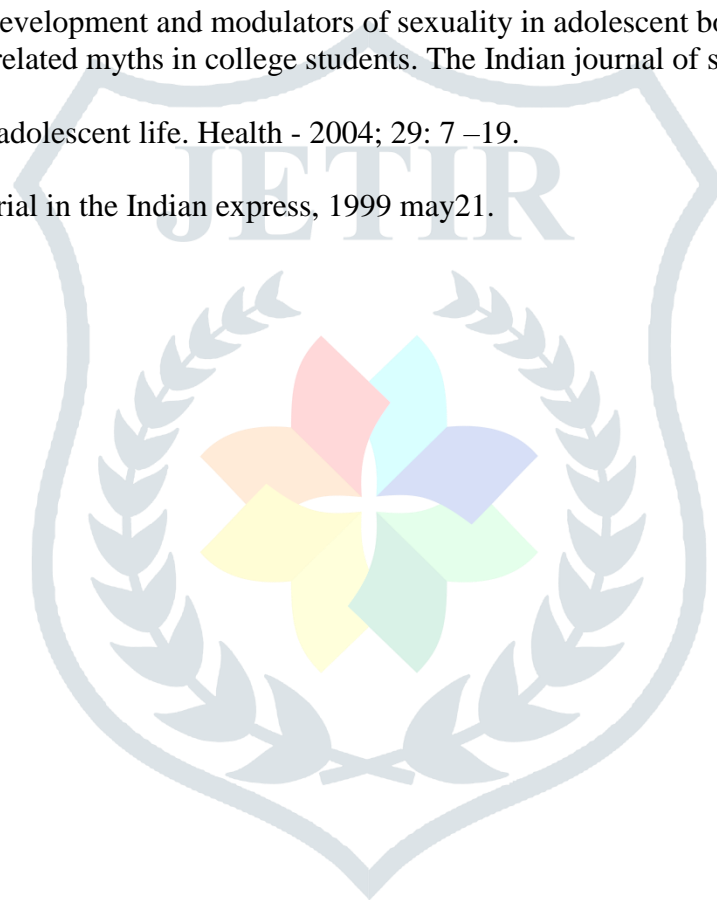 evelopment and modulators of sexuality in adolescent bo
related myths in college students. The Indian journal of s
adolescent life. Health - 2004; 29: 7 –19.
rial in the Indian express, 1999 may21.
JETIR